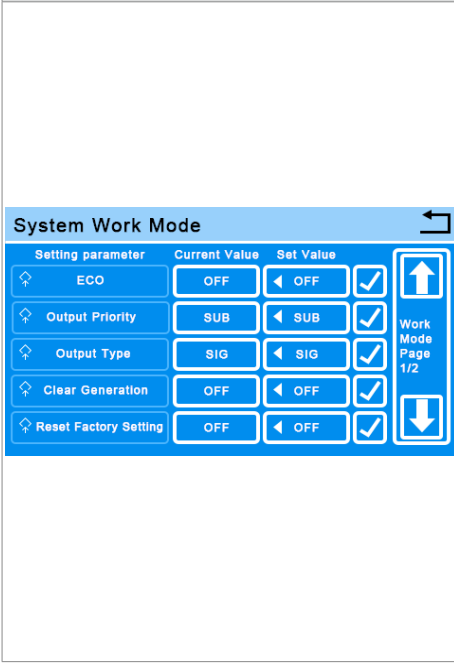 System Work Mode
Setting parameter Current Value Set Value
ECO OFF OFF
Output Priority SUB SUB
Output Type SIG SIG
Clear Generation OFF OFF
Reset Factory Setting OFF OFF
Work
Mode
Page
1/2